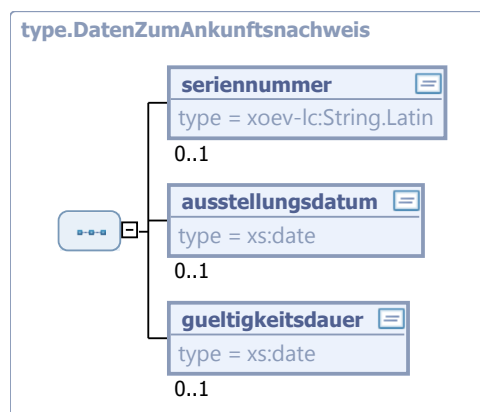 type.DatenZumAnkunftsnachweis
seriennummer
type = xoev-lc:String.Latin
0..1
ausstellungsdatum
type = xs:date
0..1
gueltigkeitsdauer
type = xs:date
0..1